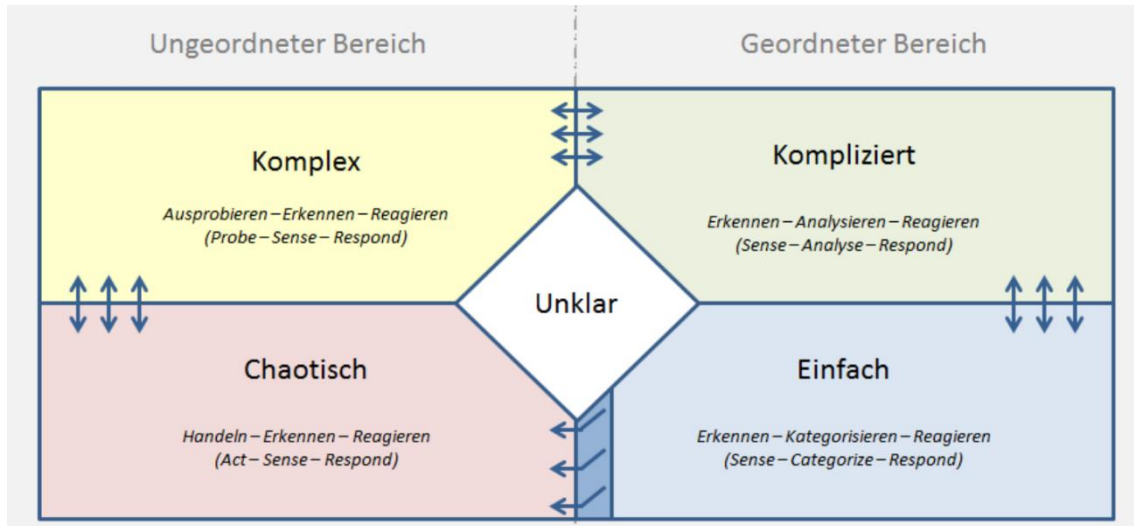 Ungeordneter Bereich
Geordneter Bereich
Komplex
Ausprobieren – Erkennen – Reagieren
(Probe – Sense – Respond)
Kompliziert
Erkennen – Analysieren – Reagieren
(Sense – Analyse – Respond)
Unklar
Chaotisch
Handeln – Erkennen – Reagieren
(Act – Sense – Respond)
Einfach
Erkennen – Kategorisieren – Reagieren
(Sense – Categorize – Respond)